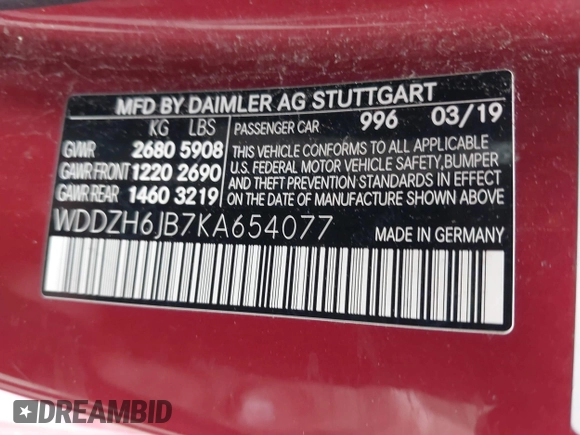 MFD BY DAIMLER AG STUTTGART
KG LBS PASSENGER CAR 996 03/19
GVWR 2680 5908 THIS VEHICLE CONFORMS TO ALL APPLICABLE
GAWR FRONT 1220 2690 U.S. FEDERAL MOTOR VEHICLE SAFETY, BUMPER
GAWR REAR 1460 3219 AND THEFT PREVENTION STANDARDS IN EFFECT
ON THE DATE OF MANUFACTURE SHOWN ABOVE.
WDDZH6JB7KA654077
MADE IN GERMANY
DREAMBID